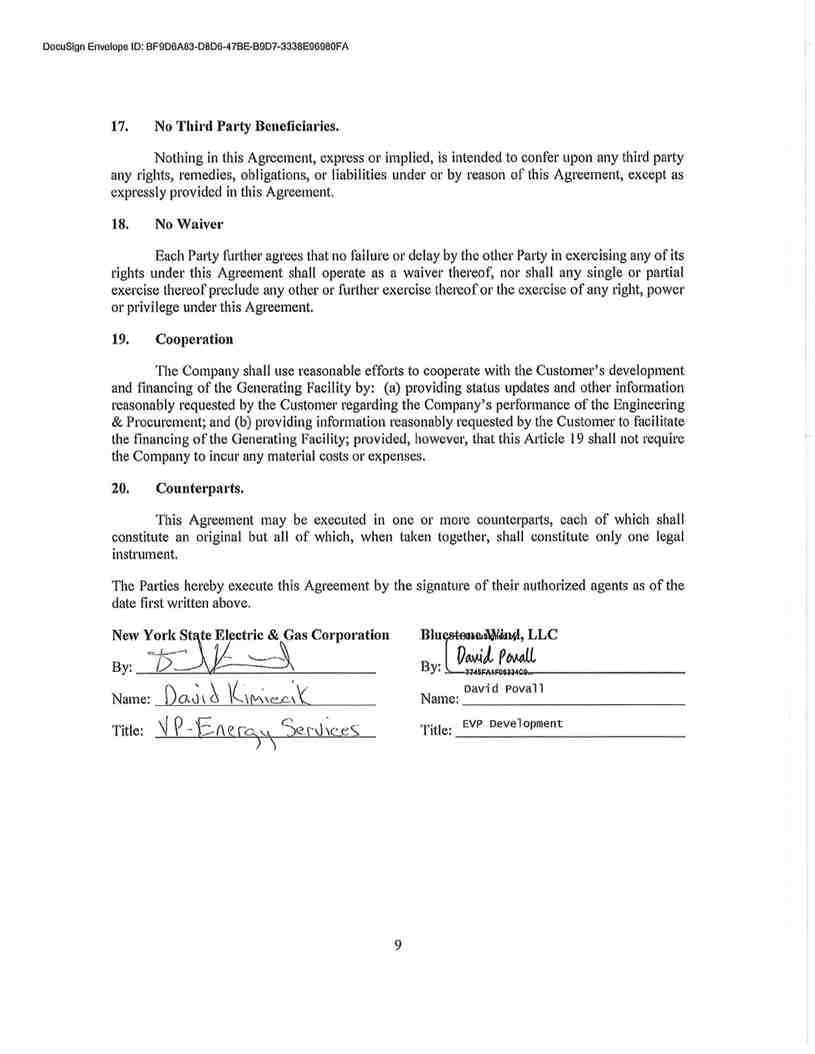 DocuSign Envelope ID: BF9D6A63-D8D6-47BE-B9D7-3338E96980FA
17. No Third Party Beneficiaries.
Nothing in this Agreement, express or implied, is intended to confer upon any third party
any rights, remedies, obligations, or liabilities under or by reason of this Agreement, except as
expressly provided in this Agreement.
18. No Waiver
Each Party further agrees that no failure or delay by the other Party in exercising any of its
rights under this Agreement shall operate as a waiver thereof, nor shall any single or partial
exercise thereof preclude any other or further exercise thereof or the exercise of any right, power
or privilege under this Agreement.
19. Cooperation
The Company shall use reasonable efforts to cooperate with the Customer's development
and financing of the Generating Facility by: (a) providing status updates and other information
reasonably requested by the Customer regarding the Company's performance of the Engineering
& Procurement; and (b) providing information reasonably requested by the Customer to facilitate
the financing of the Generating Facility; provided, however, that this Article 19 shall not require
the Company to incur any material costs or expenses.
20. Counterparts.
This Agreement may be executed in one or more counterparts, each of which shall
constitute an original but all of which, when taken together, shall constitute only one legal
instrument.
The Parties hereby execute this Agreement by the signature of their authorized agents as of the
date first written above.
New York State Electric & Gas Corporation
By:
Name: David Kimiecik
Title: VP-Energy Services
Bluestone Wind, LLC
By: David Povall
Name: David Povall
Title: EVP Development
9